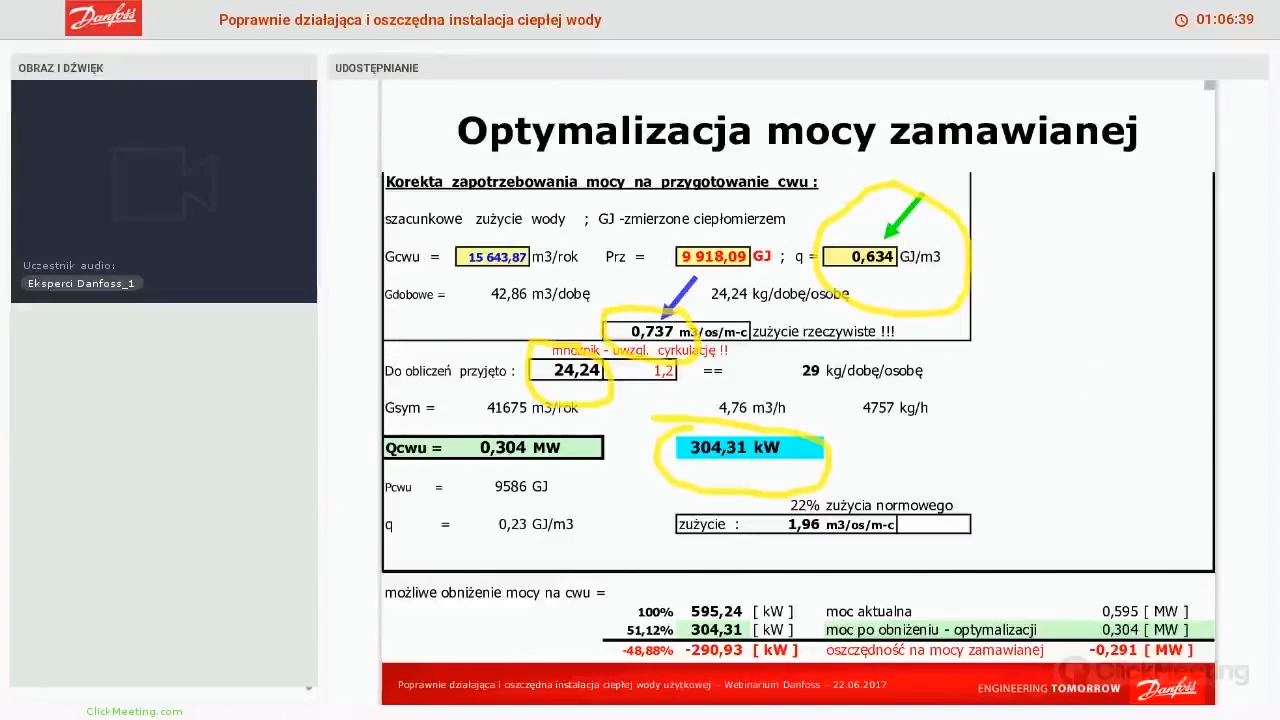 Danfoss
Poprawnie działająca i oszczędna instalacja ciepłej wody
01:06:39
OBRAZ I DŹWIĘK
UDOSTĘPNIANIE
Uczestnik audio:
Eksperci Danfoss_1
Optymalizacja mocy zamawianej
Korekta zapotrzebowania mocy na przygotowanie cwu :
szacunkowe zużycie wody ; GJ -zmierzone ciepłomierzem
Gcwu = 15 643,87 m3/rok Prz = 9 918,09 GJ ; q = 0,634 GJ/m3
Gdobowe = 42,86 m3/dobę 24,24 kg/dobę/osobę
0,737 m3/os/m-c zużycie rzeczywiste !!!
mnożnik - uwzgl. cyrkulację !!
Do obliczeń przyjęto : 24,24 1,2 == 29 kg/dobę/osobę
Gsym = 41675 m3/rok 4,76 m3/h 4757 kg/h
Qcwu = 0,304 MW 304,31 kW
Pcwu = 9586 GJ
22% zużycia normowego
q = 0,23 GJ/m3 zużycie : 1,96 m3/os/m-c
możliwe obniżenie mocy na cwu =
100% 595,24 [ kW ] moc aktualna 0,595 [ MW ]
51,12% 304,31 [ kW ] moc po obniżeniu - optymalizacji 0,304 [ MW ]
-48,88% -290,93 [ kW ] oszczędność na mocy zamawianej -0,291 [ MW ]
ClickMeeting
Poprawnie działająca i oszczędna instalacja ciepłej wody użytkowej – Webinarium Danfoss – 22.06.2017
ENGINEERING TOMORROW
Danfoss
ClickMeeting.com